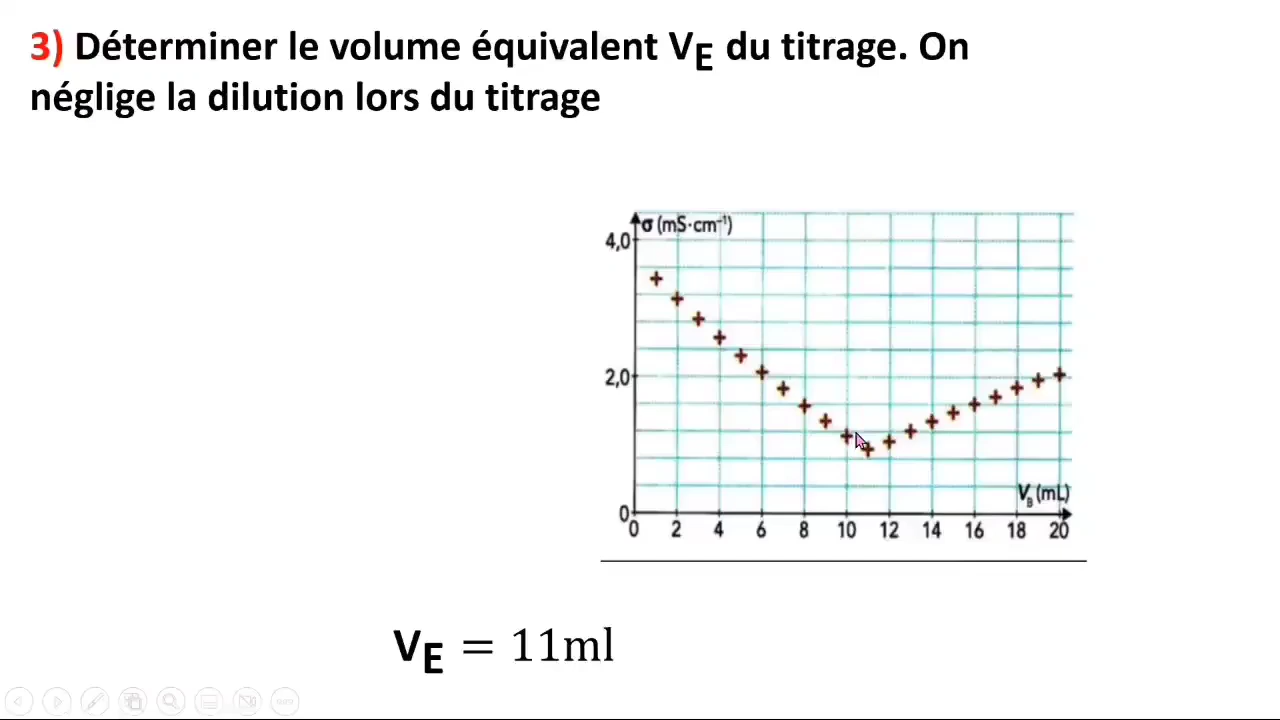 3) Déterminer le volume équivalent VE du titrage. On
néglige la dilution lors du titrage
σ (mS·cm⁻¹)
4,0
2,0
0
VB (mL)
0 2 4 6 8 10 12 14 16 18 20
VE = 11ml